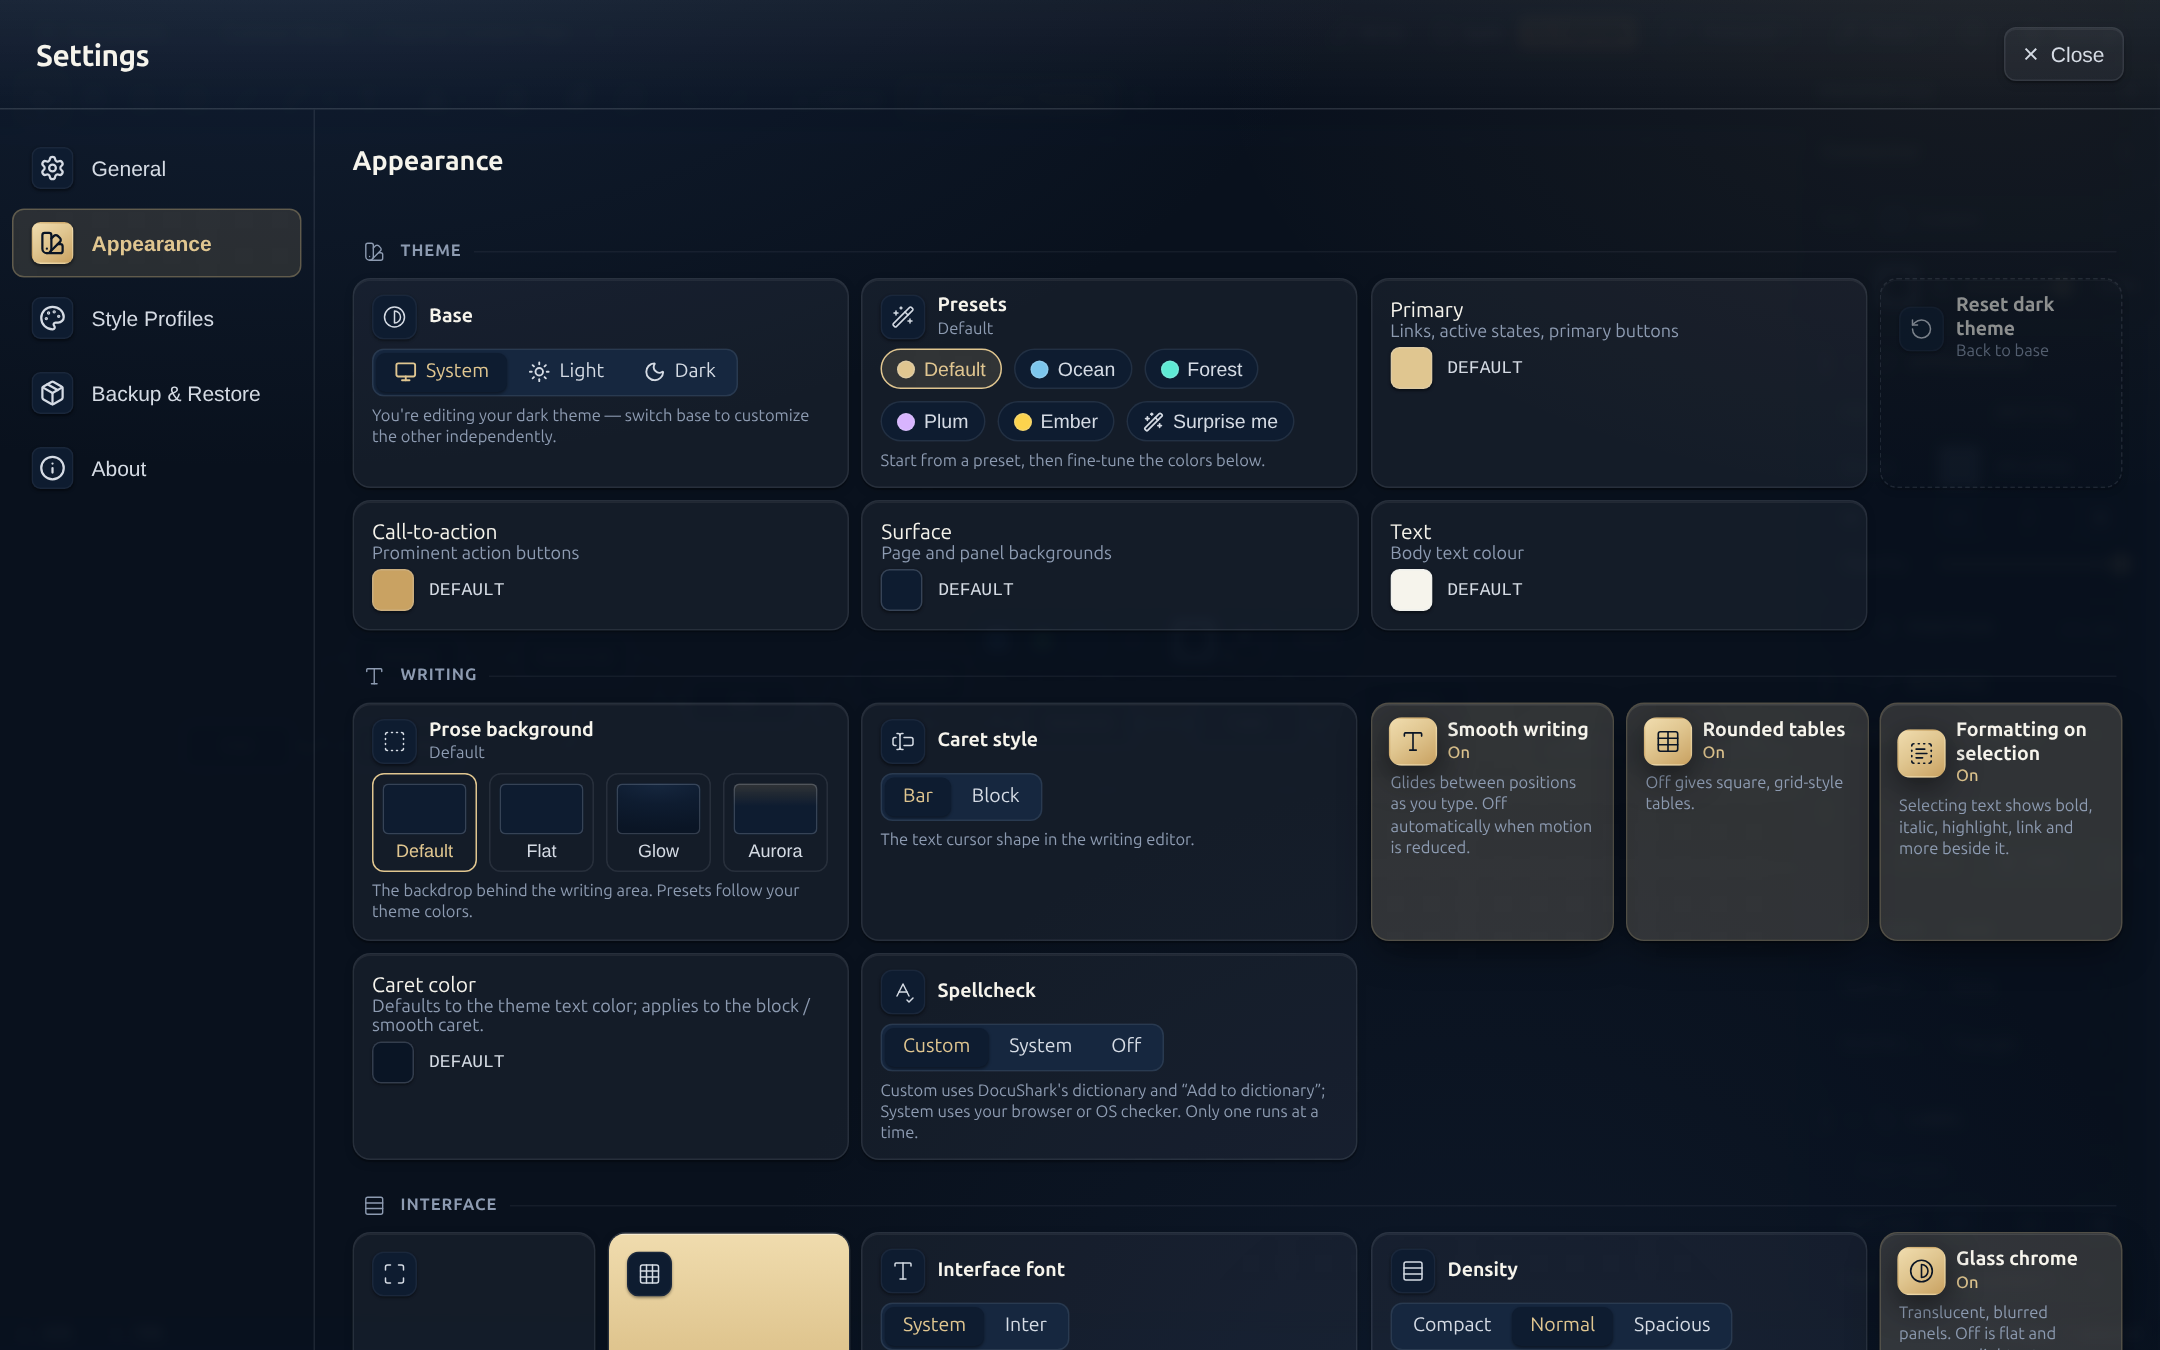 Settings
Close
General
Appearance
Style Profiles
Backup & Restore
About
Appearance
THEME
Base
System
Light
Dark
You're editing your dark theme — switch base to customize
the other independently.
Presets
Default
Default
Ocean
Forest
Plum
Ember
Surprise me
Start from a preset, then fine-tune the colors below.
Primary
Links, active states, primary buttons
DEFAULT
Reset dark
theme
Back to base
Call-to-action
Prominent action buttons
DEFAULT
Surface
Page and panel backgrounds
DEFAULT
Text
Body text colour
DEFAULT
WRITING
Prose background
Default
Default
Flat
Glow
Aurora
The backdrop behind the writing area. Presets follow your
theme colors.
Caret style
Bar
Block
The text cursor shape in the writing editor.
Smooth writing
On
Glides between positions
as you type. Off
automatically when motion
is reduced.
Rounded tables
On
Off gives square, grid-style
tables.
Formatting on
selection
On
Selecting text shows bold,
italic, highlight, link and
more beside it.
Caret color
Defaults to the theme text color; applies to the block /
smooth caret.
DEFAULT
Spellcheck
Custom
System
Off
Custom uses DocuShark's dictionary and “Add to dictionary”;
System uses your browser or OS checker. Only one runs at a
time.
INTERFACE
Interface font
System
Inter
Density
Compact
Normal
Spacious
Glass chrome
On
Translucent, blurred
panels. Off is flat and